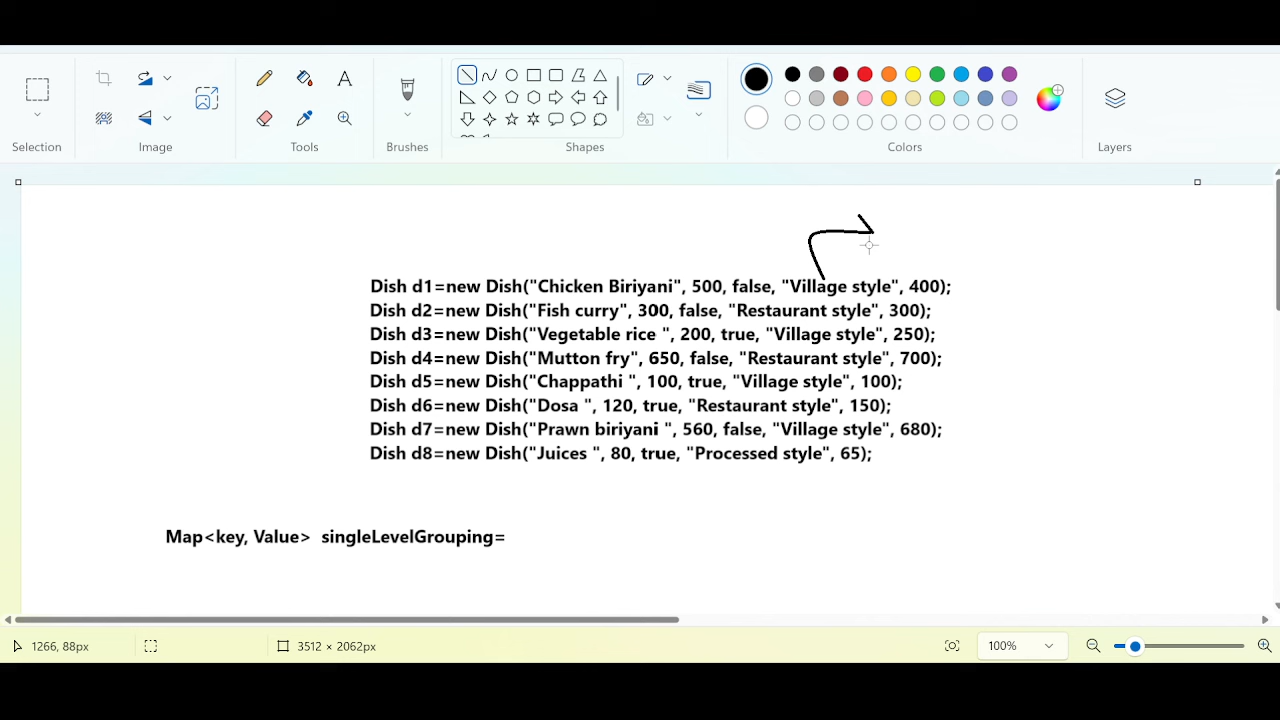 Selection
Image
Tools
Brushes
Shapes
Colors
Layers
Dish d1=new Dish("Chicken Biriyani", 500, false, "Village style", 400);
Dish d2=new Dish("Fish curry", 300, false, "Restaurant style", 300);
Dish d3=new Dish("Vegetable rice ", 200, true, "Village style", 250);
Dish d4=new Dish("Mutton fry", 650, false, "Restaurant style", 700);
Dish d5=new Dish("Chappathi ", 100, true, "Village style", 100);
Dish d6=new Dish("Dosa ", 120, true, "Restaurant style", 150);
Dish d7=new Dish("Prawn biriyani ", 560, false, "Village style", 680);
Dish d8=new Dish("Juices ", 80, true, "Processed style", 65);
Map<key, Value> singleLevelGrouping=
1266, 88px
3512 × 2062px
100%